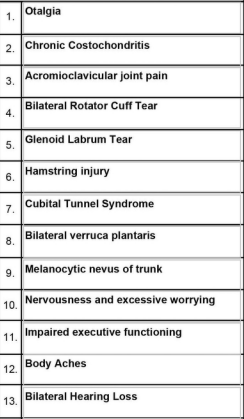 1. Otalgia
2. Chronic Costochondritis
3. Acromioclavicular joint pain
4. Bilateral Rotator Cuff Tear
5. Glenoid Labrum Tear
6. Hamstring injury
7. Cubital Tunnel Syndrome
8. Bilateral verruca plantaris
9. Melanocytic nevus of trunk
10. Nervousness and excessive worrying
11. Impaired executive functioning
12. Body Aches
13. Bilateral Hearing Loss